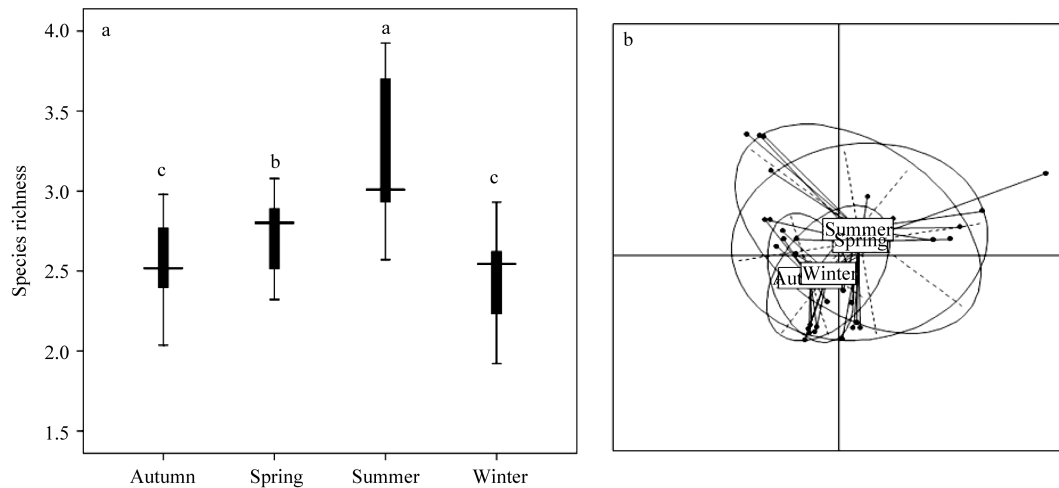 a
4.0
3.5
3.0
2.5
2.0
1.5
Species richness
c
b
a
c
Autumn
Spring
Summer
Winter
b
Summer
Spring
Winter